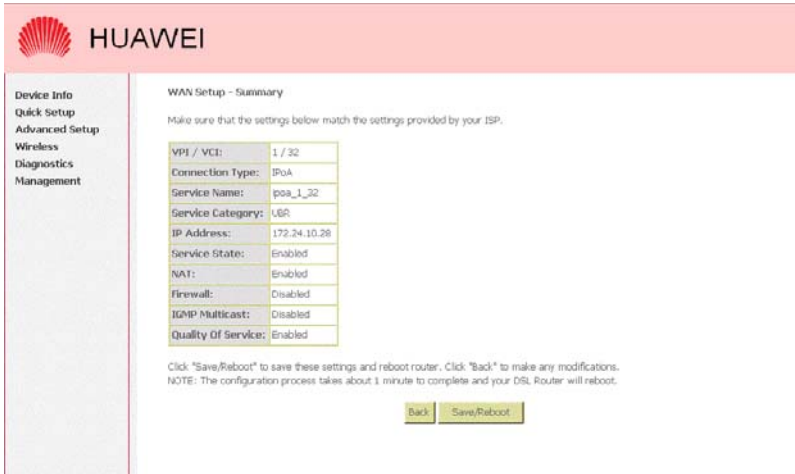 HUAWEI
Device Info
Quick Setup
Advanced Setup
Wireless
Diagnostics
Management
WAN Setup - Summary
Make sure that the settings below match the settings provided by your ISP.
VPI / VCI: 1 / 32
Connection Type: IPoA
Service Name: ipoa_1_32
Service Category: UBR
IP Address: 172.24.10.28
Service State: Enabled
NAT: Enabled
Firewall: Disabled
IGMP Multicast: Disabled
Quality Of Service: Enabled
Click "Save/Reboot" to save these settings and reboot router. Click "Back" to make any modifications.
NOTE: The configuration process takes about 1 minute to complete and your DSL Router will reboot.
Back Save/Reboot